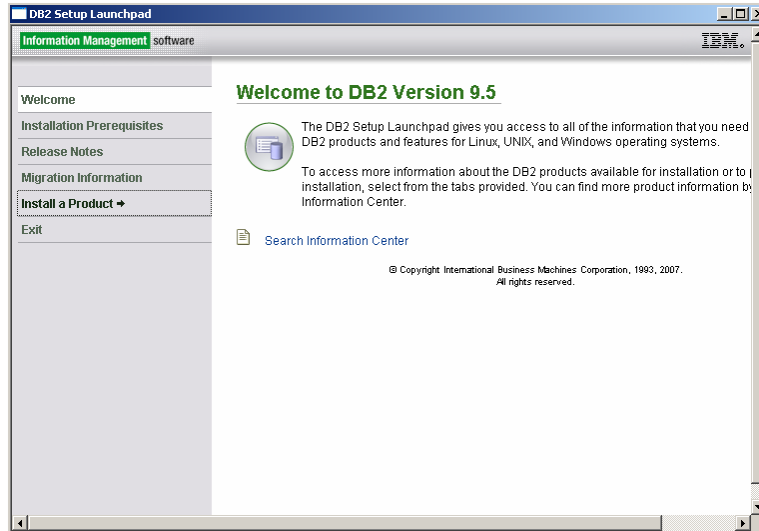 DB2 Setup Launchpad
Information Management software
IBM.
Welcome
Installation Prerequisites
Release Notes
Migration Information
Install a Product
Exit
Welcome to DB2 Version 9.5
The DB2 Setup Launchpad gives you access to all of the information that you need
DB2 products and features for Linux, UNIX, and Windows operating systems.
To access more information about the DB2 products available for installation or to
installation, select from the tabs provided. You can find more product information by
Information Center.
Search Information Center
© Copyright International Business Machines Corporation, 1993, 2007.
All rights reserved.